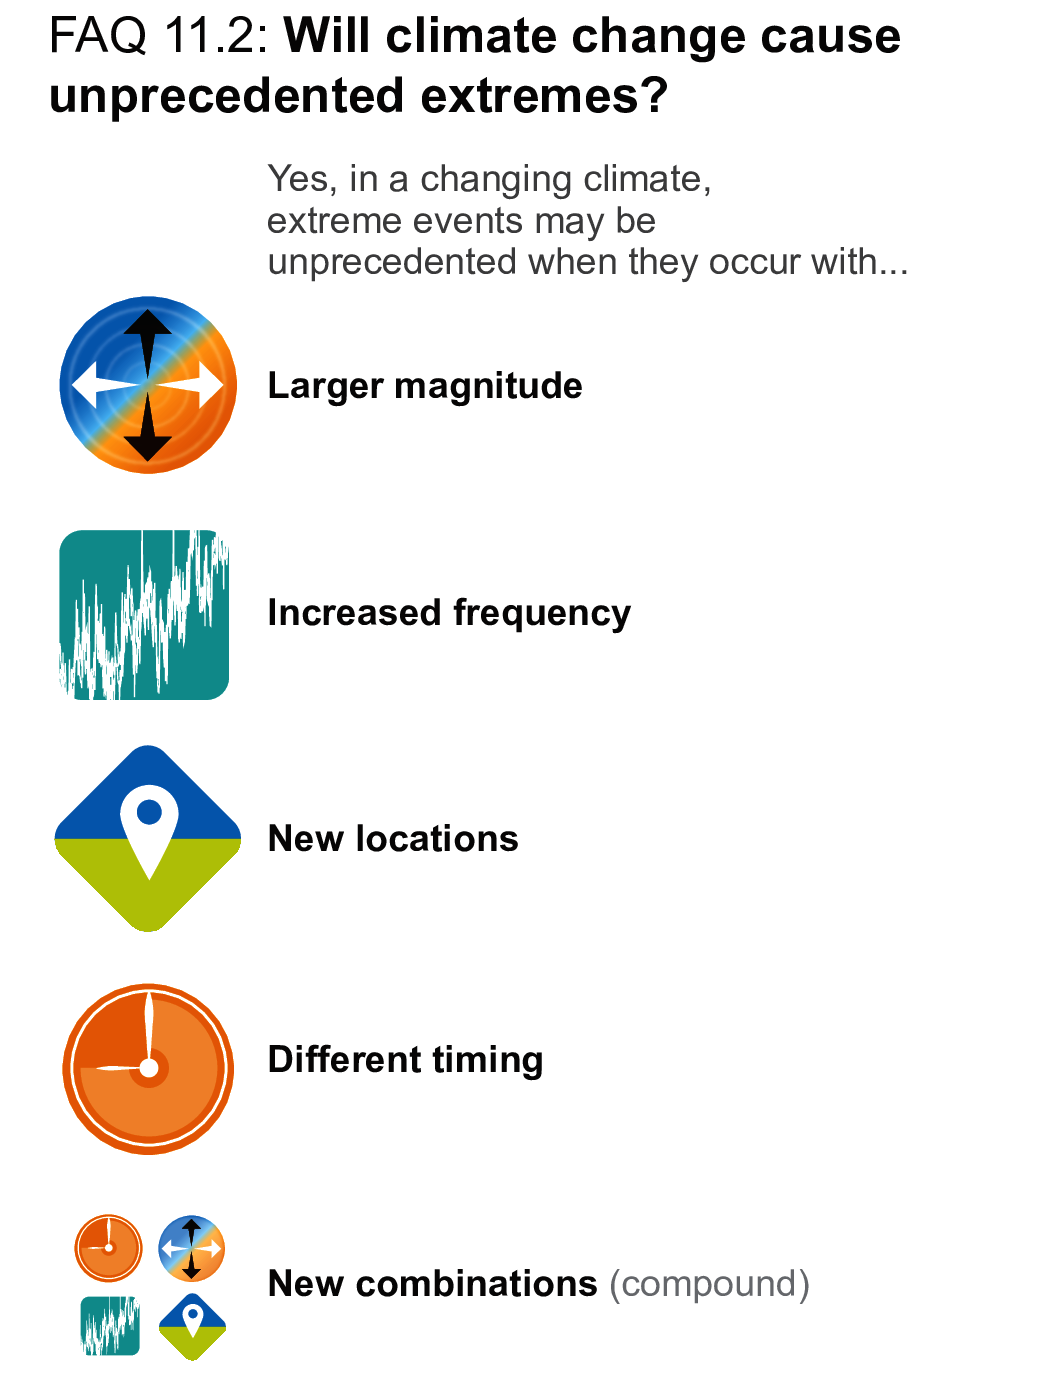 FAQ 11.2: Will climate change cause
unprecedented extremes?
Yes, in a changing climate,
extreme events may be
unprecedented when they occur with...
Larger magnitude
Increased frequency
New locations
Different timing
New combinations (compound)